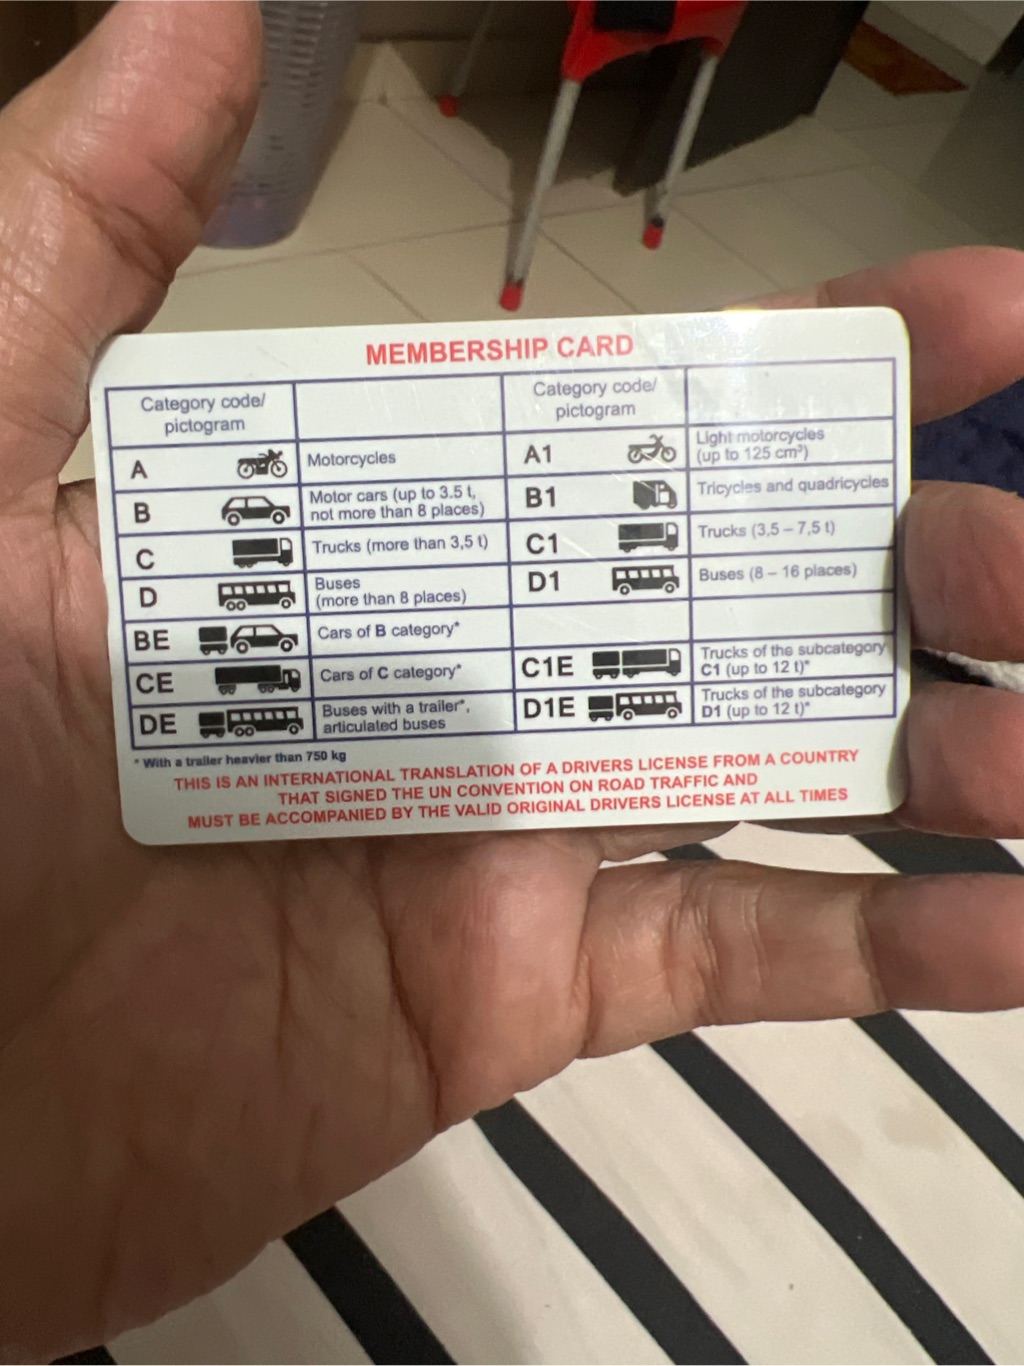 MEMBERSHIP CARD
Category code/
pictogram
Category code/
pictogram
A
Motorcycles
A1
Light motorcycles
(up to 125 cm³)
B
Motor cars (up to 3.5 t,
not more than 8 places)
B1
Tricycles and quadricycles
C
Trucks (more than 3,5 t)
C1
Trucks (3,5 – 7,5 t)
D
Buses
(more than 8 places)
D1
Buses (8 – 16 places)
BE
Cars of B category*
CE
Cars of C category*
C1E
Trucks of the subcategory
C1 (up to 12 t)*
DE
Buses with a trailer*,
articulated buses
D1E
Trucks of the subcategory
D1 (up to 12 t)*
* With a trailer heavier than 750 kg
THIS IS AN INTERNATIONAL TRANSLATION OF A DRIVERS LICENSE FROM A COUNTRY
THAT SIGNED THE UN CONVENTION ON ROAD TRAFFIC AND
MUST BE ACCOMPANIED BY THE VALID ORIGINAL DRIVERS LICENSE AT ALL TIMES